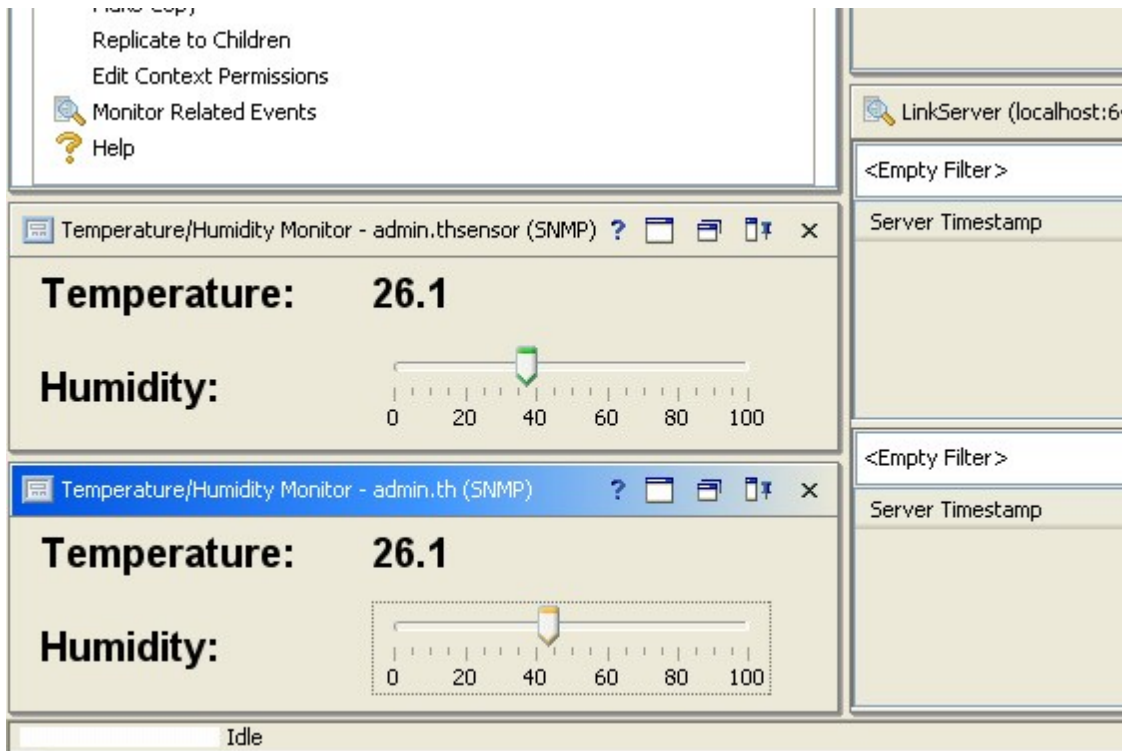 Make Copy
Replicate to Children
Edit Context Permissions
Monitor Related Events
Help
Temperature/Humidity Monitor - admin.thsensor (SNMP)
Temperature: 26.1
Humidity:
0 20 40 60 80 100
Temperature/Humidity Monitor - admin.th (SNMP)
Temperature: 26.1
Humidity:
0 20 40 60 80 100
Idle
LinkServer (localhost:6
<Empty Filter>
Server Timestamp
<Empty Filter>
Server Timestamp